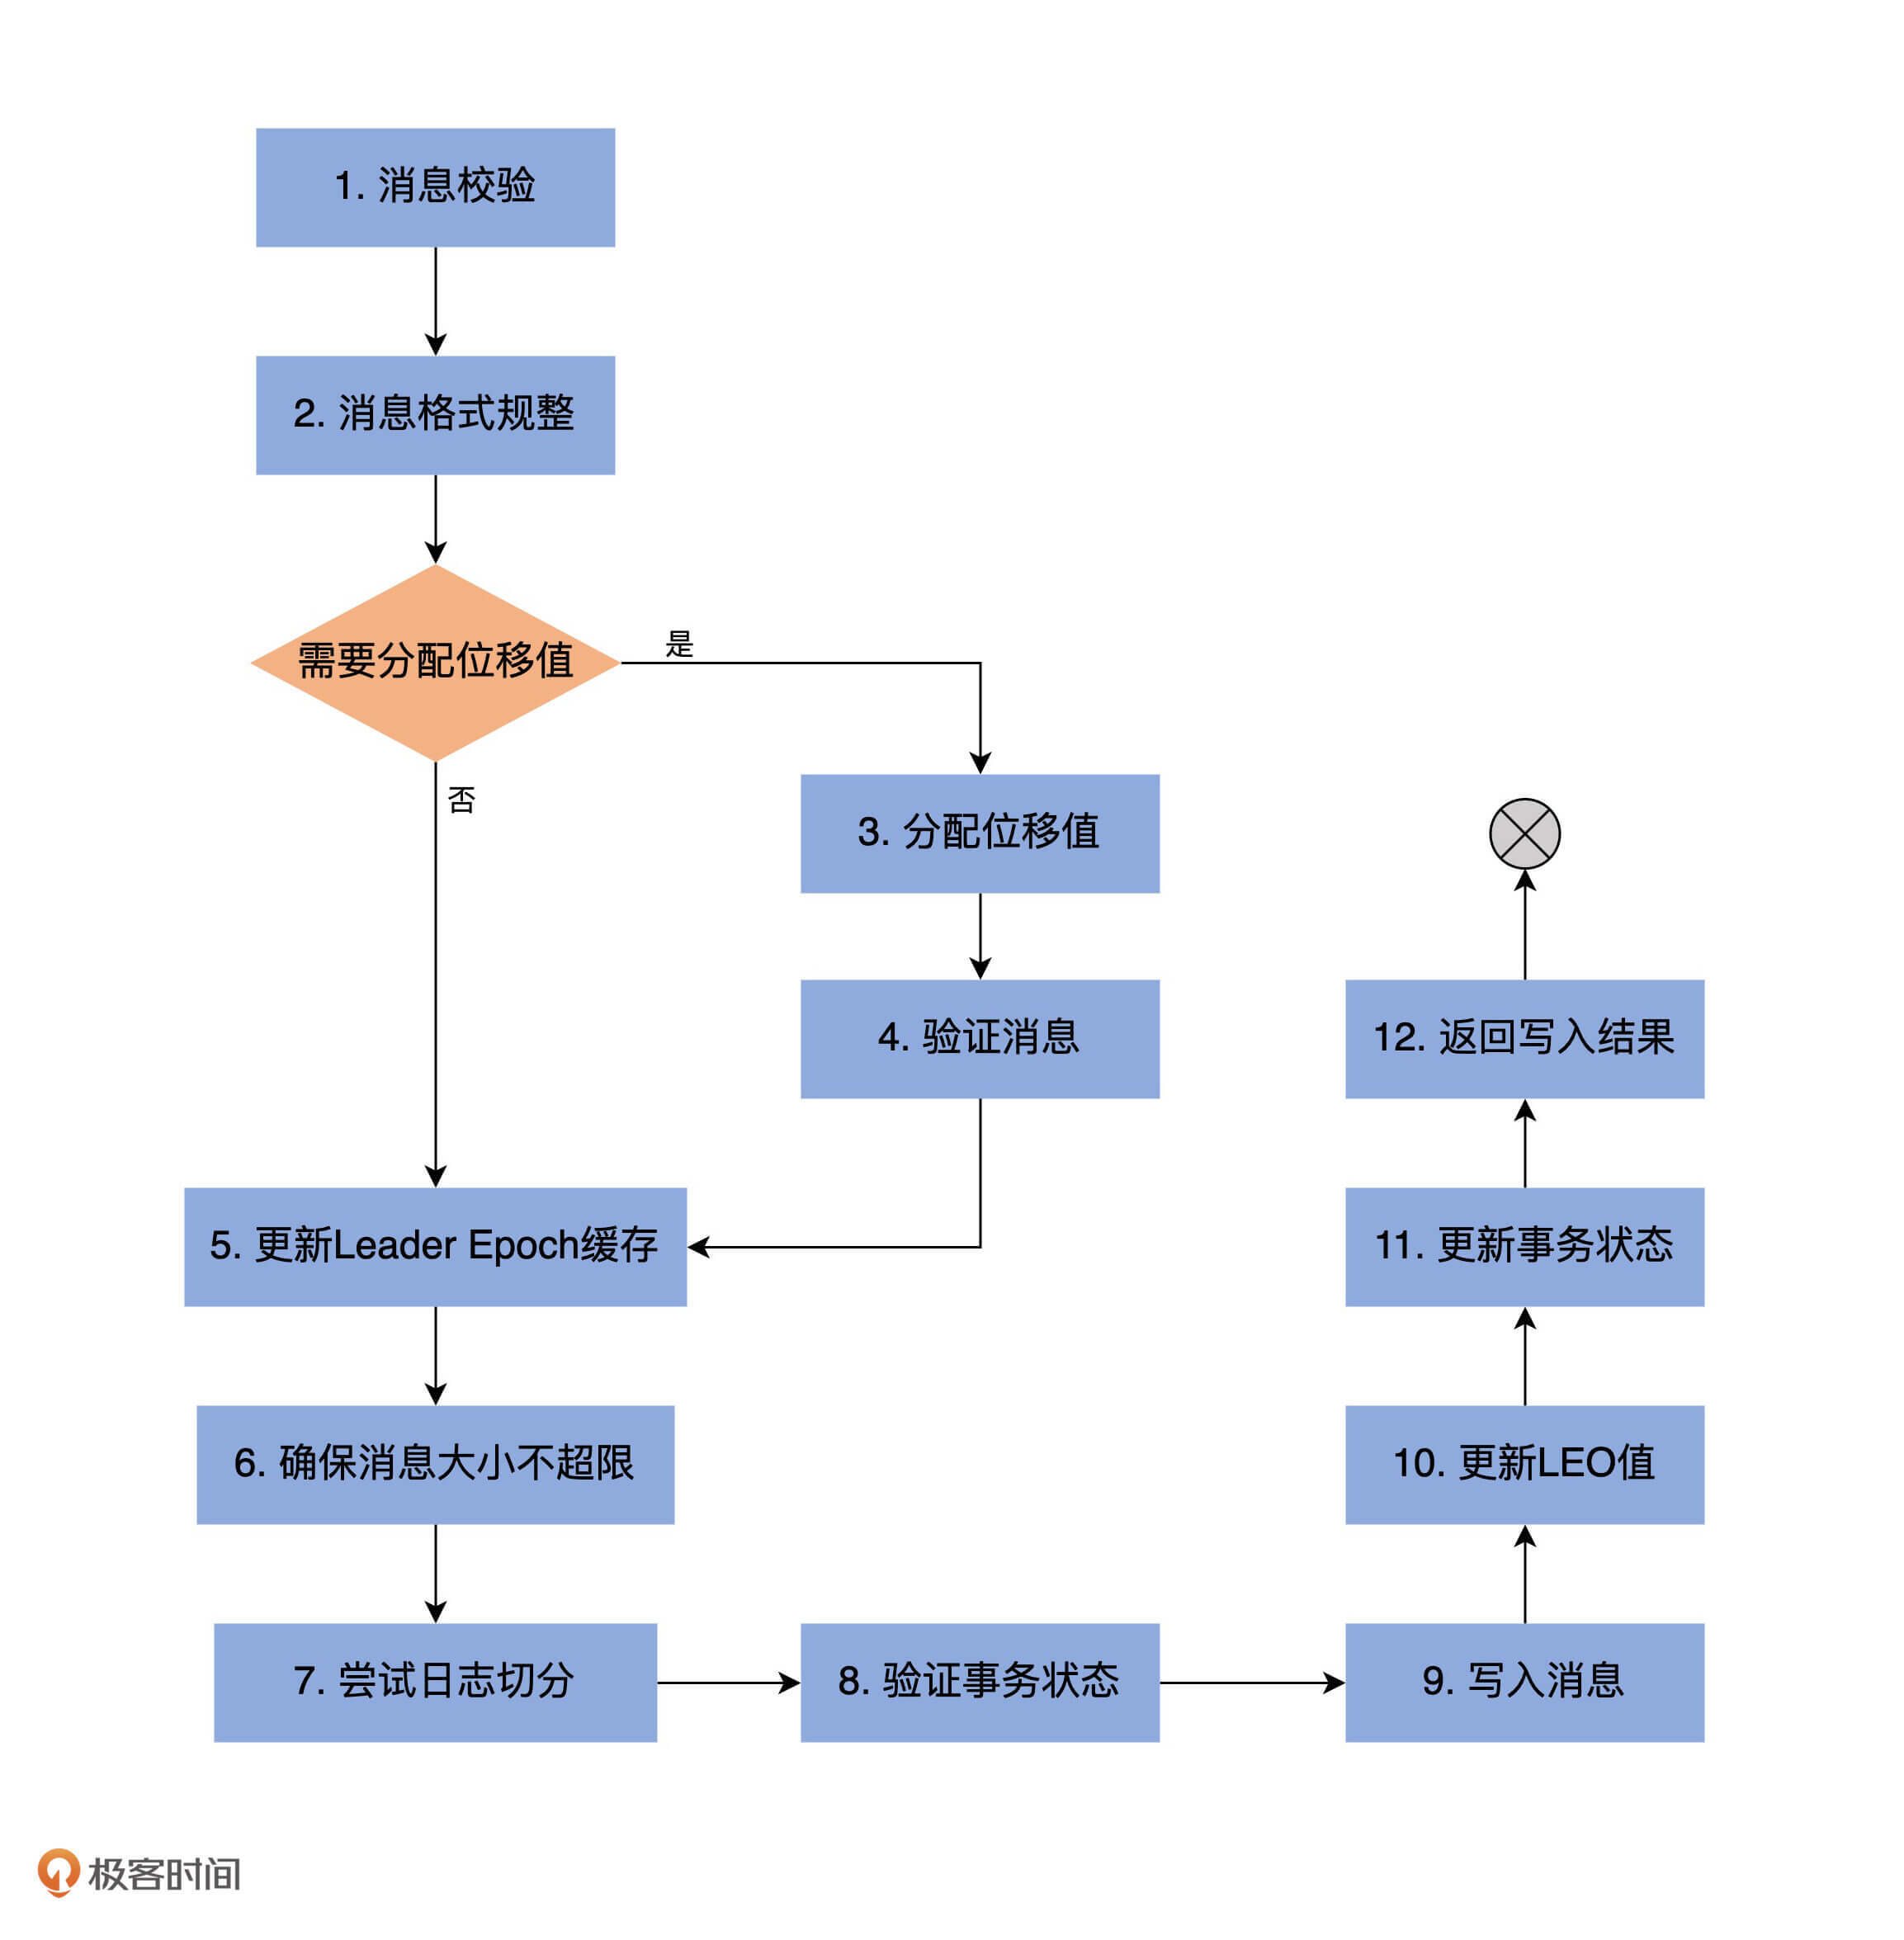 1. 消息校验
2. 消息格式规整
需要分配位移值
是
否
3. 分配位移值
4. 验证消息
5. 更新Leader Epoch缓存
6. 确保消息大小不超限
7. 尝试日志切分
8. 验证事务状态
9. 写入消息
10. 更新LEO值
11. 更新事务状态
12. 返回写入结果
极客时间